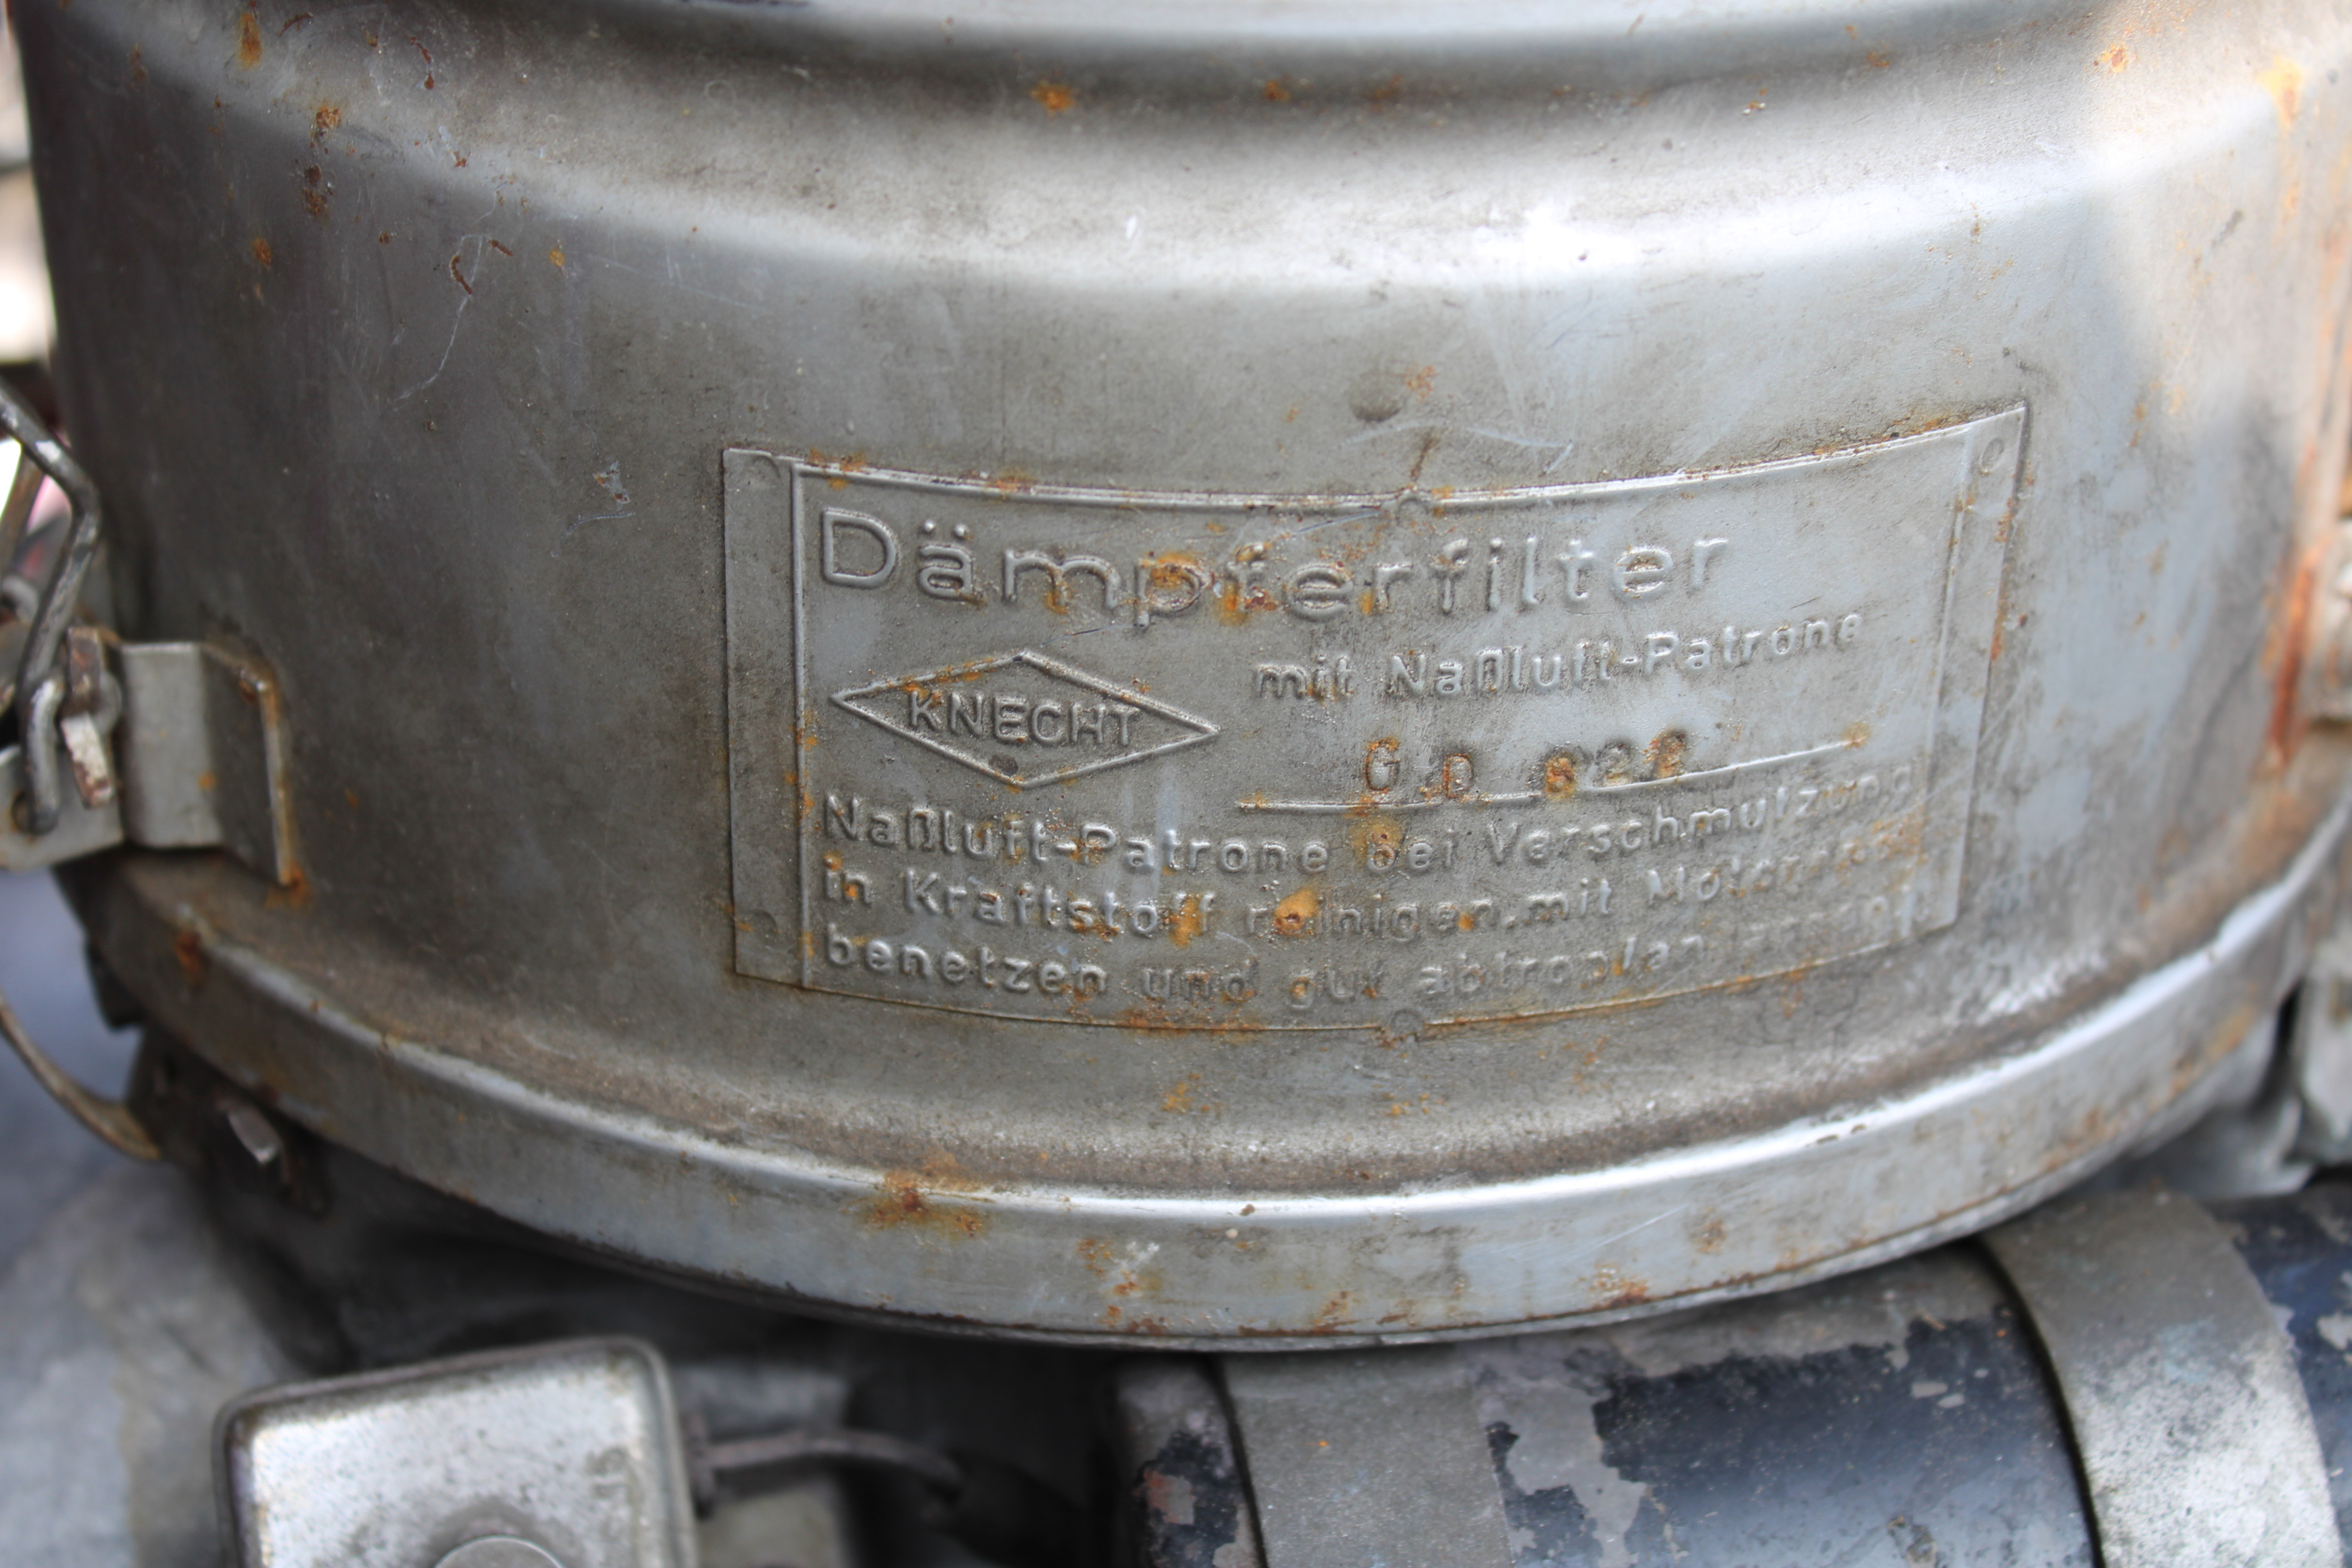 Dämpferfilter
mit Naßluft-Patrone
KNECHT
G D
Naßluft-Patrone bei Verschmutzung
in Kraftstoff reinigen, mit
benetzen und gut